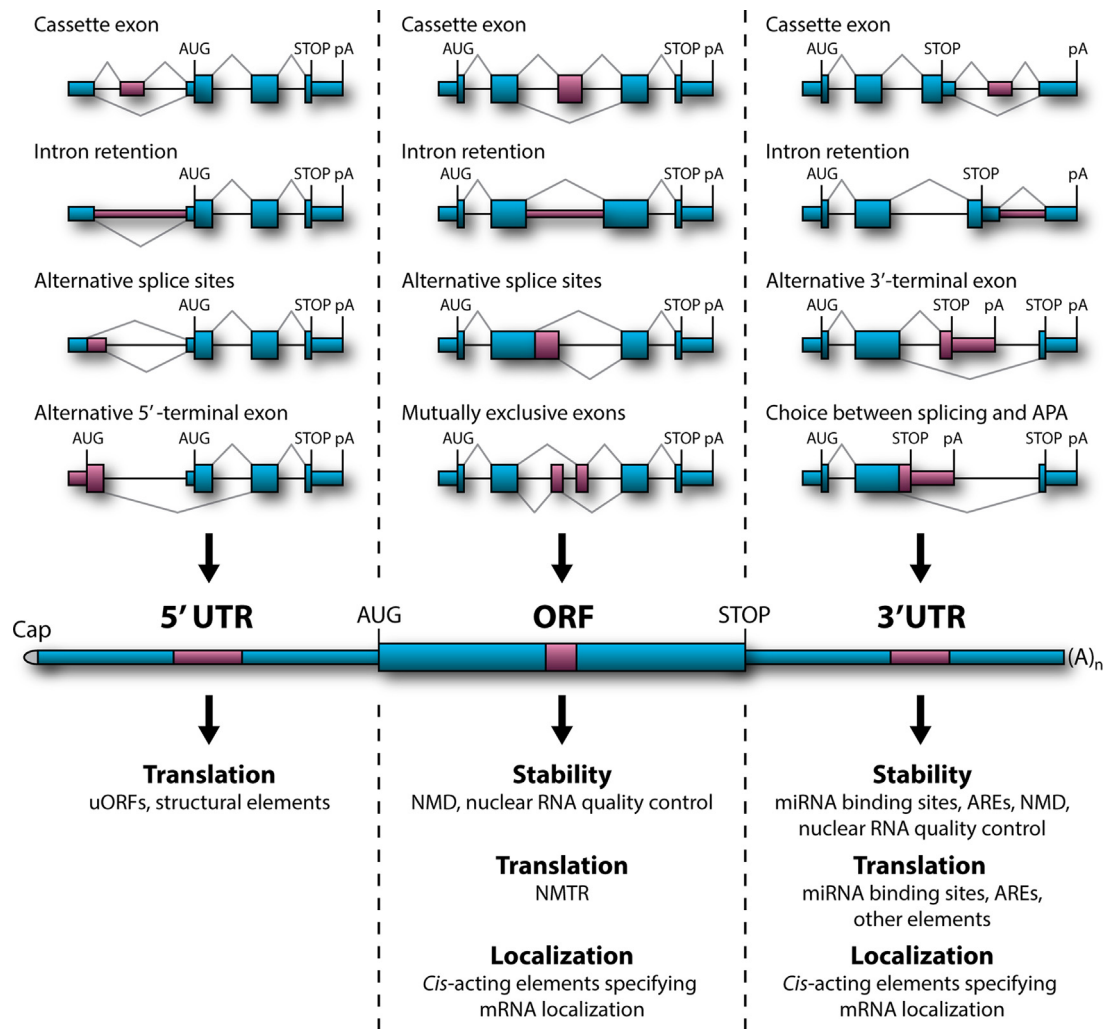 Cassette exon
AUG
STOP pA
Intron retention
AUG
STOP pA
Alternative splice sites
AUG
STOP pA
Alternative 5′-terminal exon
AUG
AUG
STOP pA
Cassette exon
AUG
STOP pA
Intron retention
AUG
STOP pA
Alternative splice sites
AUG
STOP pA
Mutually exclusive exons
AUG
STOP pA
Cassette exon
AUG
STOP
pA
Intron retention
AUG
STOP
pA
Alternative 3′-terminal exon
AUG
STOP
pA
STOP pA
Choice between splicing and APA
AUG
STOP
pA
STOP pA
Cap
5′ UTR
AUG
ORF
STOP
3′UTR
(A)n
Translation
uORFs, structural elements
Stability
NMD, nuclear RNA quality control
Translation
NMTR
Localization
Cis-acting elements specifying
mRNA localization
Stability
miRNA binding sites, AREs, NMD,
nuclear RNA quality control
Translation
miRNA binding sites, AREs,
other elements
Localization
Cis-acting elements specifying
mRNA localization